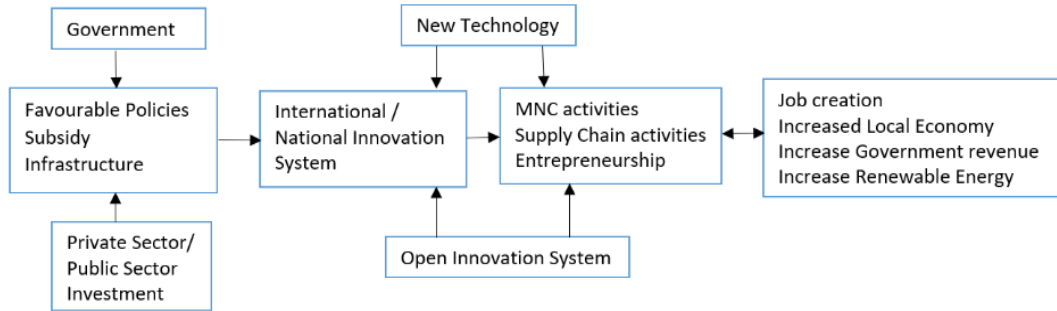 Government
New Technology
Favourable Policies
Subsidy
Infrastructure
International /
National Innovation
System
MNC activities
Supply Chain activities
Entrepreneurship
Job creation
Increased Local Economy
Increase Government revenue
Increase Renewable Energy
Private Sector/
Public Sector
Investment
Open Innovation System